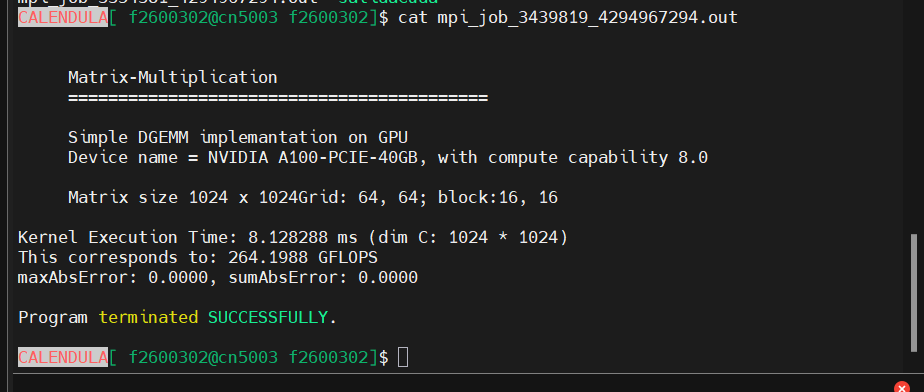 CALENDULA[ f2600302@cn5003 f2600302]$ cat mpi_job_3439819_4294967294.out
Matrix-Multiplication
==========================================
Simple DGEMM implemantation on GPU
Device name = NVIDIA A100-PCIE-40GB, with compute capability 8.0
Matrix size 1024 x 1024Grid: 64, 64; block:16, 16
Kernel Execution Time: 8.128288 ms (dim C: 1024 * 1024)
This corresponds to: 264.1988 GFLOPS
maxAbsError: 0.0000, sumAbsError: 0.0000
Program terminated SUCCESSFULLY.
CALENDULA[ f2600302@cn5003 f2600302]$